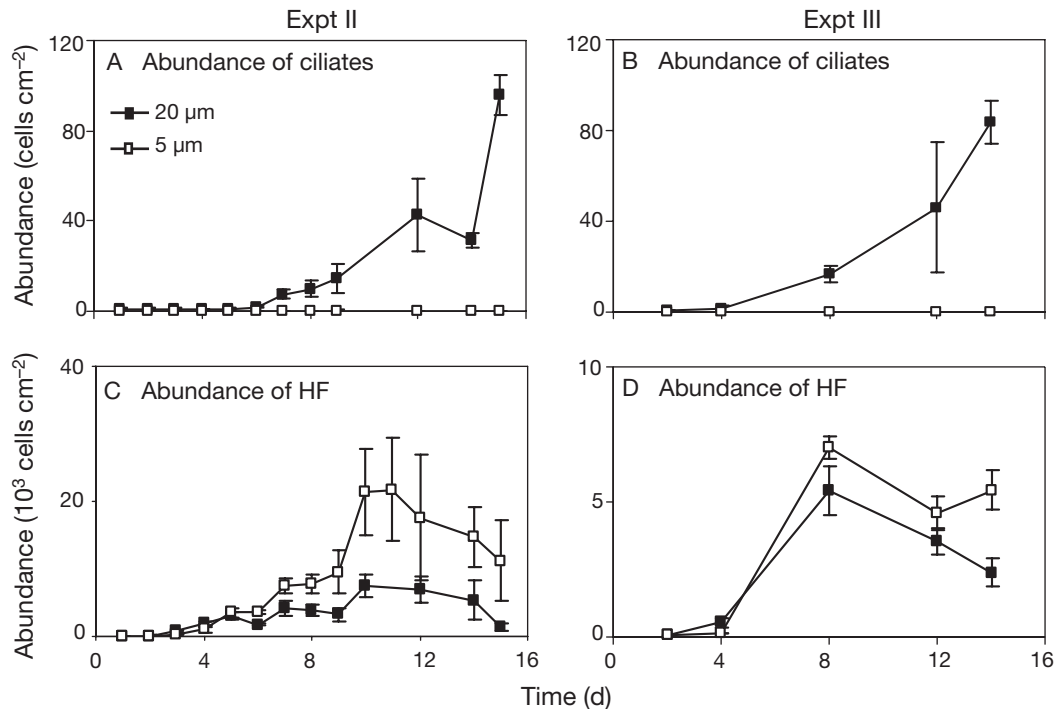 Expt II
Expt III
Abundance (cells cm⁻²)
120
80
40
0
A Abundance of ciliates
20 µm
5 µm
120
80
40
0
B Abundance of ciliates
Abundance (10³ cells cm⁻²)
40
20
0
C Abundance of HF
0 4 8 12 16
10
5
0
D Abundance of HF
0 4 8 12 16
Time (d)